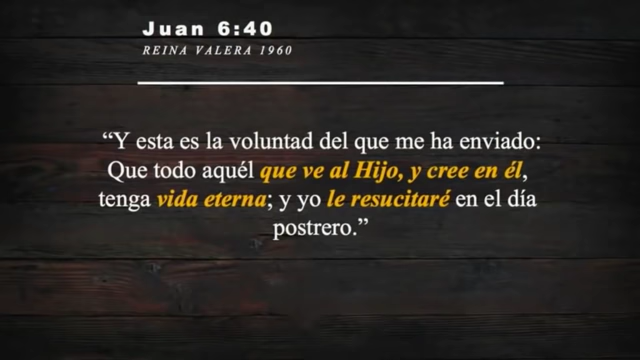 Juan 6:40
REINA VALERA 1960
“Y esta es la voluntad del que me ha enviado:
Que todo aquél que ve al Hijo, y cree en él,
tenga vida eterna; y yo le resucitaré en el día
postrero.”